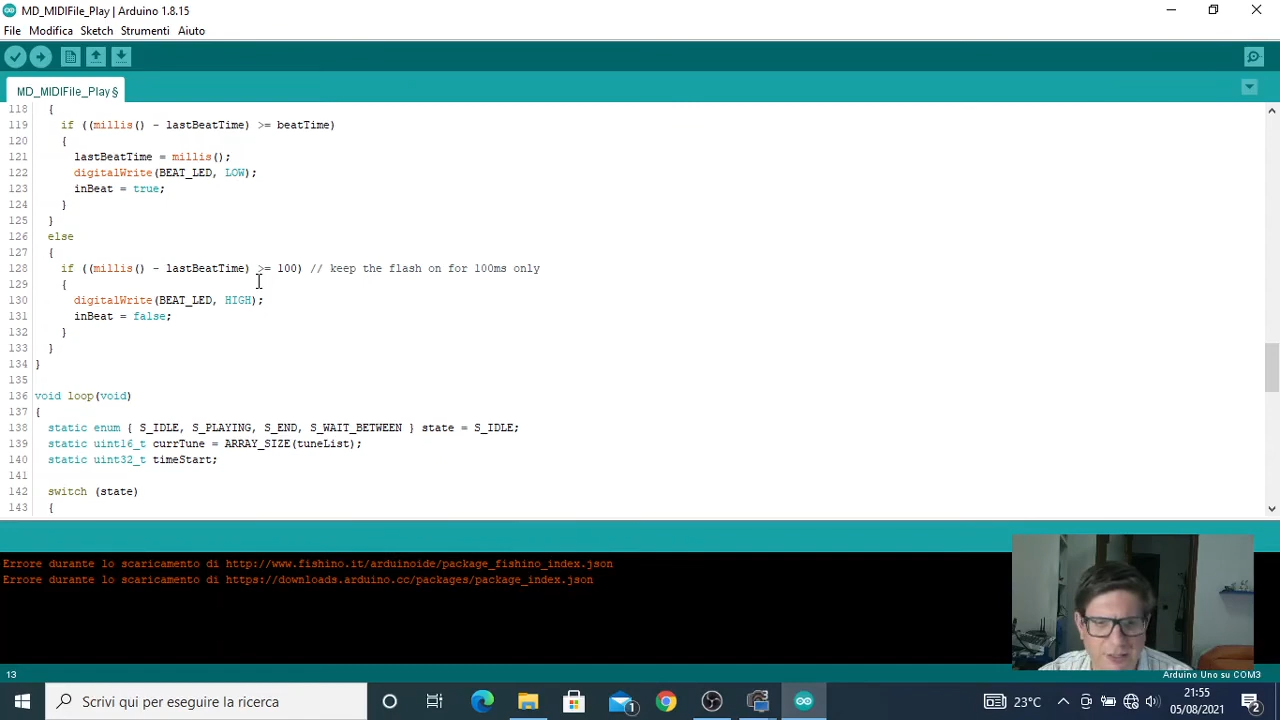 MD_MIDIFile_Play | Arduino 1.8.15
File Modifica Sketch Strumenti Aiuto
MD_MIDIFile_Play §
118 {
119 if ((millis() - lastBeatTime) >= beatTime)
120 {
121 lastBeatTime = millis();
122 digitalWrite(BEAT_LED, LOW);
123 inBeat = true;
124 }
125 }
126 else
127 {
128 if ((millis() - lastBeatTime) >= 100) // keep the flash on for 100ms only
129 {
130 digitalWrite(BEAT_LED, HIGH);
131 inBeat = false;
132 }
133 }
134 }
135
136 void loop(void)
137 {
138 static enum { S_IDLE, S_PLAYING, S_END, S_WAIT_BETWEEN } state = S_IDLE;
139 static uint16_t currTune = ARRAY_SIZE(tuneList);
140 static uint32_t timeStart;
141
142 switch (state)
143 {
Errore durante lo scaricamento di http://www.fishino.it/arduinoide/package_fishino_index.json
Errore durante lo scaricamento di https://downloads.arduino.cc/packages/package_index.json
13 Arduino Uno su COM3
Scrivi qui per eseguire la ricerca
1
23°C
21:55
05/08/2021
2